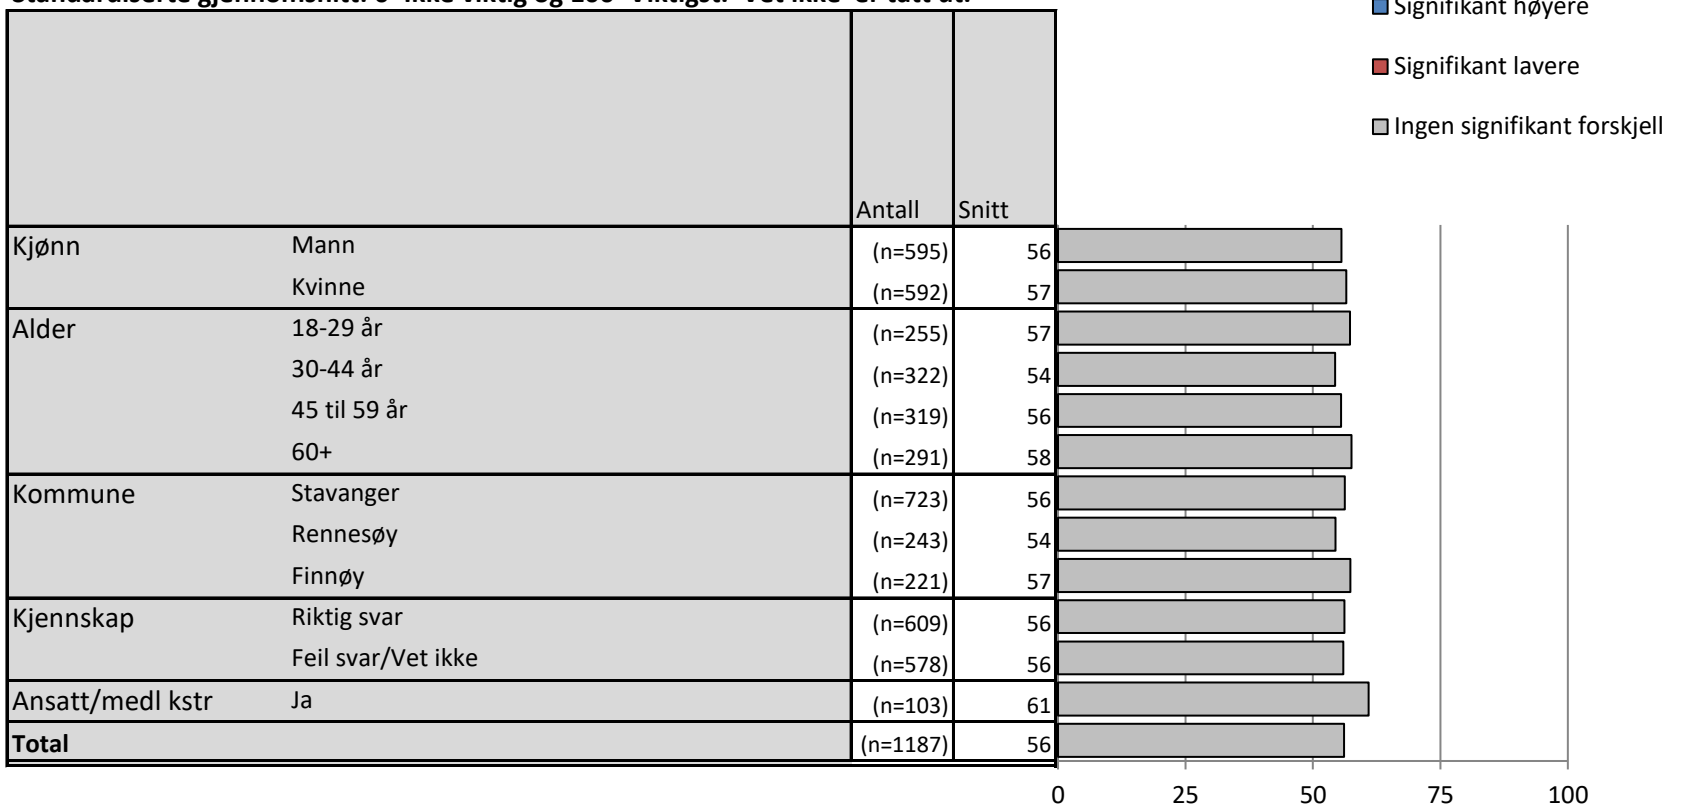 Signifikant høyere
Signifikant lavere
Ingen signifikant forskjell
Antall Snitt
Kjønn Mann (n=595) 56
Kvinne (n=592) 57
Alder 18-29 år (n=255) 57
30-44 år (n=322) 54
45 til 59 år (n=319) 56
60+ (n=291) 58
Kommune Stavanger (n=723) 56
Rennesøy (n=243) 54
Finnøy (n=221) 57
Kjennskap Riktig svar (n=609) 56
Feil svar/Vet ikke (n=578) 56
Ansatt/medl kstr Ja (n=103) 61
Total (n=1187) 56
0 25 50 75 100